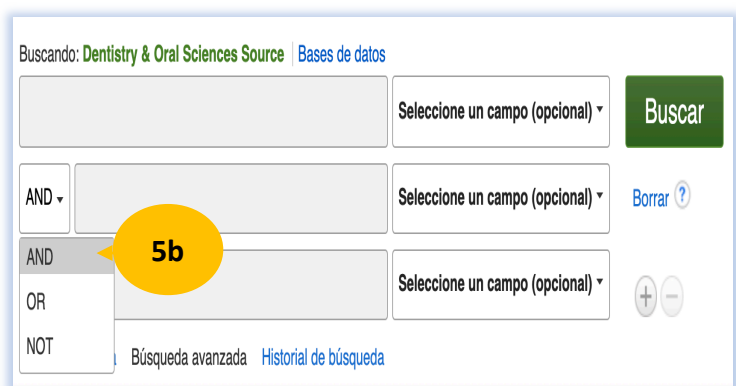 Buscando: Dentistry & Oral Sciences Source | Bases de datos
Seleccione un campo (opcional)
Buscar
AND
Seleccione un campo (opcional)
Borrar ?
AND
5b
OR
Seleccione un campo (opcional)
+ −
NOT
Búsqueda avanzada Historial de búsqueda